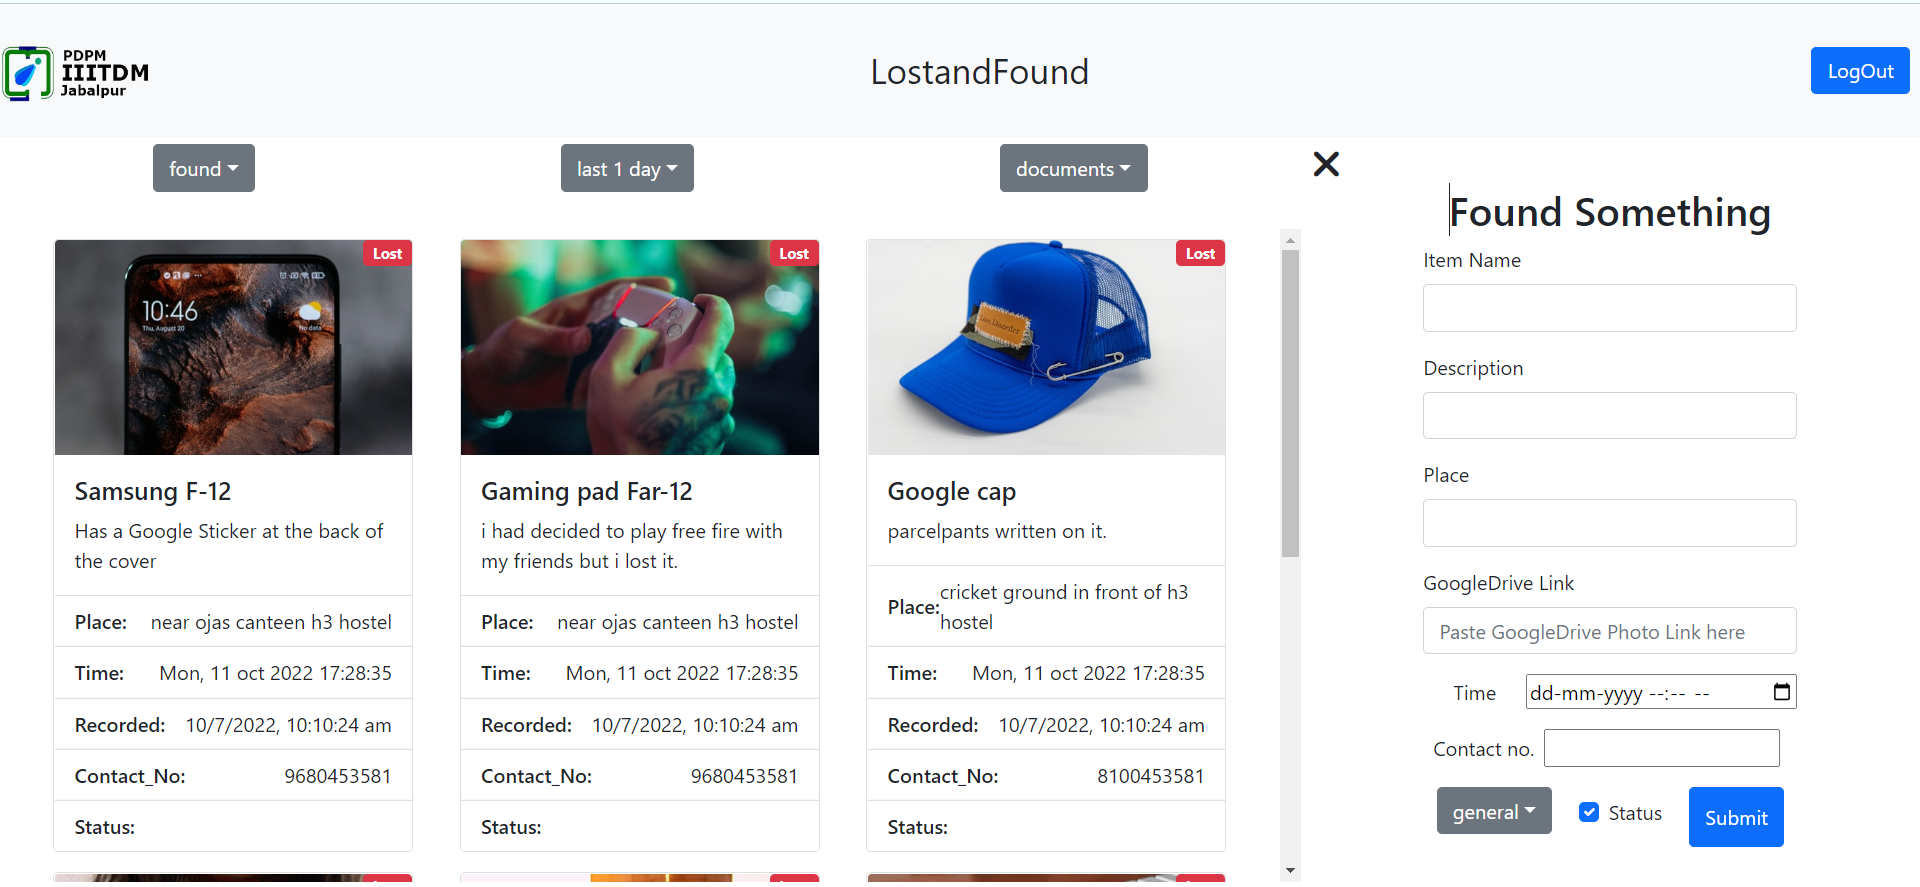 PDPM
IIITDM
Jabalpur
LostandFound
LogOut
found
last 1 day
documents
Lost
10:46
Thu, August 20
No data
Samsung F-12
Has a Google Sticker at the back of
the cover
Place: near ojas canteen h3 hostel
Time: Mon, 11 oct 2022 17:28:35
Recorded: 10/7/2022, 10:10:24 am
Contact_No: 9680453581
Status:
Lost
Gaming pad Far-12
i had decided to play free fire with
my friends but i lost it.
Place: near ojas canteen h3 hostel
Time: Mon, 11 oct 2022 17:28:35
Recorded: 10/7/2022, 10:10:24 am
Contact_No: 9680453581
Status:
Lost
Disorder
Google cap
parcelpants written on it.
Place: cricket ground in front of h3
hostel
Time: Mon, 11 oct 2022 17:28:35
Recorded: 10/7/2022, 10:10:24 am
Contact_No: 8100453581
Status:
Found Something
Item Name
Description
Place
GoogleDrive Link
Paste GoogleDrive Photo Link here
Time dd-mm-yyyy --:-- --
Contact no.
general
Status
Submit